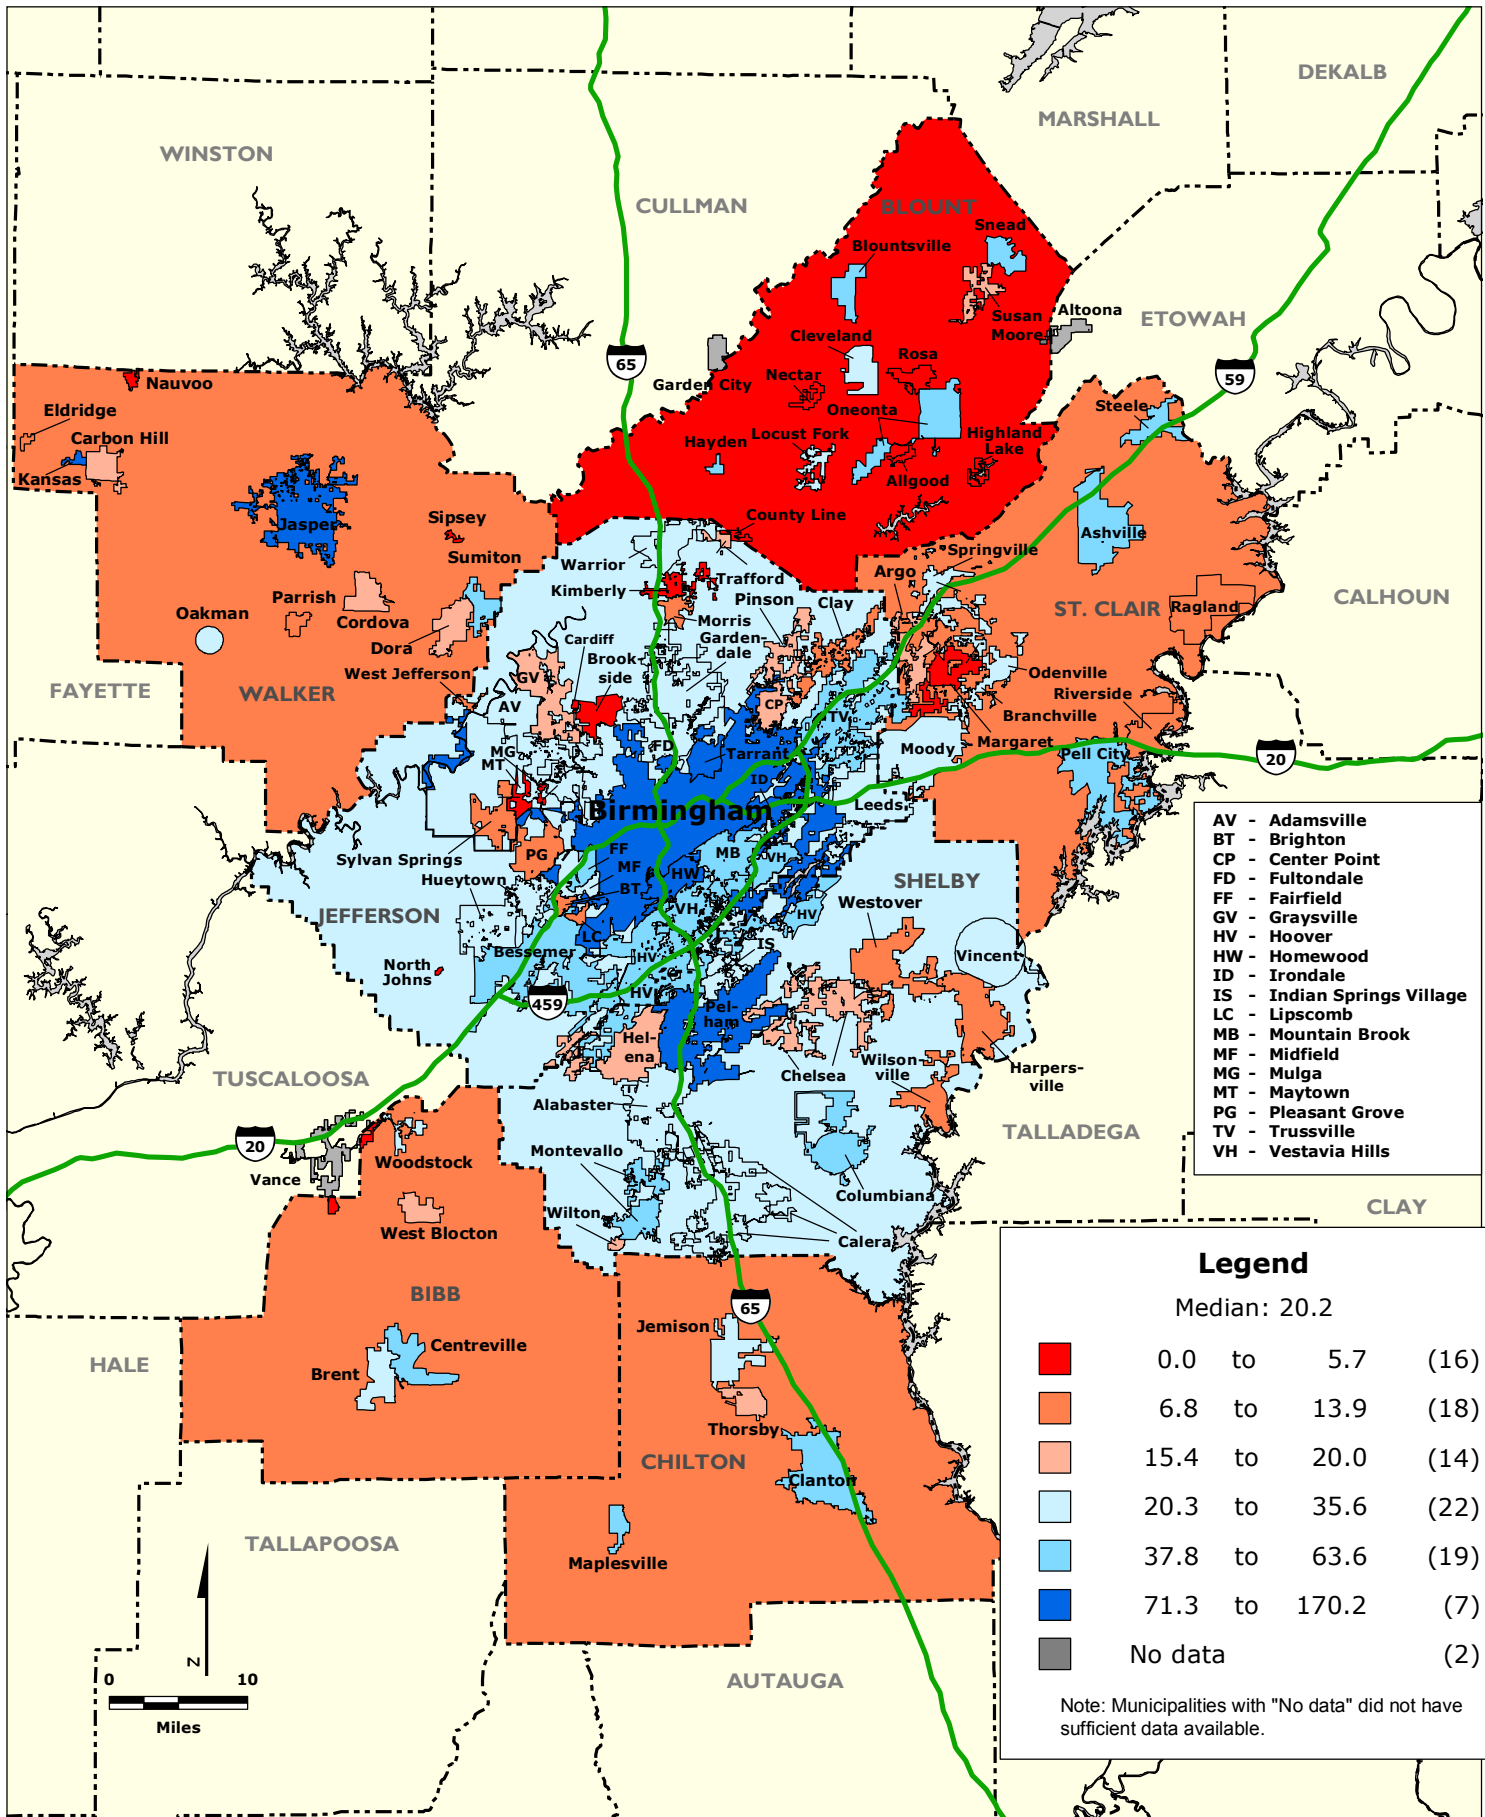 DEKALB
MARSHALL
WINSTON
CULLMAN
BLOUNT
Snead
Blountsville
Susan
Moore
Altoona
ETOWAH
Cleveland
Rosa
65
59
Garden City
Nectar
Nauvoo
Eldridge
Oneonta
Steele
Carbon Hill
Hayden
Locust Fork
Highland
Lake
Kansas
Allgood
Jasper
Sipsey
County Line
Ashville
Sumiton
Springville
Warrior
Argo
Trafford
Kimberly
Pinson
Clay
ST. CLAIR
Ragland
CALHOUN
Parrish
Oakman
Cordova
Morris
Garden-
dale
Cardiff
Dora
Brook-
side
West Jefferson
GV
Odenville
FAYETTE
WALKER
Riverside
AV
CP
TV
Branchville
MG
FD
Tarrant
Moody
Margaret
Pell City
MT
20
ID
Birmingham
Leeds
Sylvan Springs
PG
FF
MB
VH
MF
HW
Hueytown
BT
SHELBY
Westover
JEFFERSON
VH
HV
LC
IS
Bessemer
HV
Vincent
North
Johns
HV
459
Pel-
ham
Hel-
ena
Wilson-
ville
Harpers-
ville
TUSCALOOSA
Chelsea
Alabaster
TALLADEGA
20
Montevallo
Woodstock
Vance
Columbiana
Wilton
West Blocton
Calera
CLAY
BIBB
65
Jemison
Centreville
HALE
Brent
Thorsby
CHILTON
Clanton
TALLAPOOSA
Maplesville
AUTAUGA
N
0 10
Miles
AV - Adamsville
BT - Brighton
CP - Center Point
FD - Fultondale
FF - Fairfield
GV - Graysville
HV - Hoover
HW - Homewood
ID - Irondale
IS - Indian Springs Village
LC - Lipscomb
MB - Mountain Brook
MF - Midfield
MG - Mulga
MT - Maytown
PG - Pleasant Grove
TV - Trussville
VH - Vestavia Hills
Legend
Median: 20.2
0.0 to 5.7 (16)
6.8 to 13.9 (18)
15.4 to 20.0 (14)
20.3 to 35.6 (22)
37.8 to 63.6 (19)
71.3 to 170.2 (7)
No data (2)
Note: Municipalities with "No data" did not have
sufficient data available.